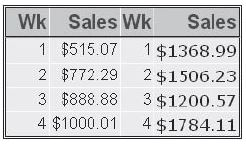 Wk Sales Wk Sales
1 $515.07 1 $1368.99
2 $772.29 2 $1506.23
3 $888.88 3 $1200.57
4 $1000.01 4 $1784.11